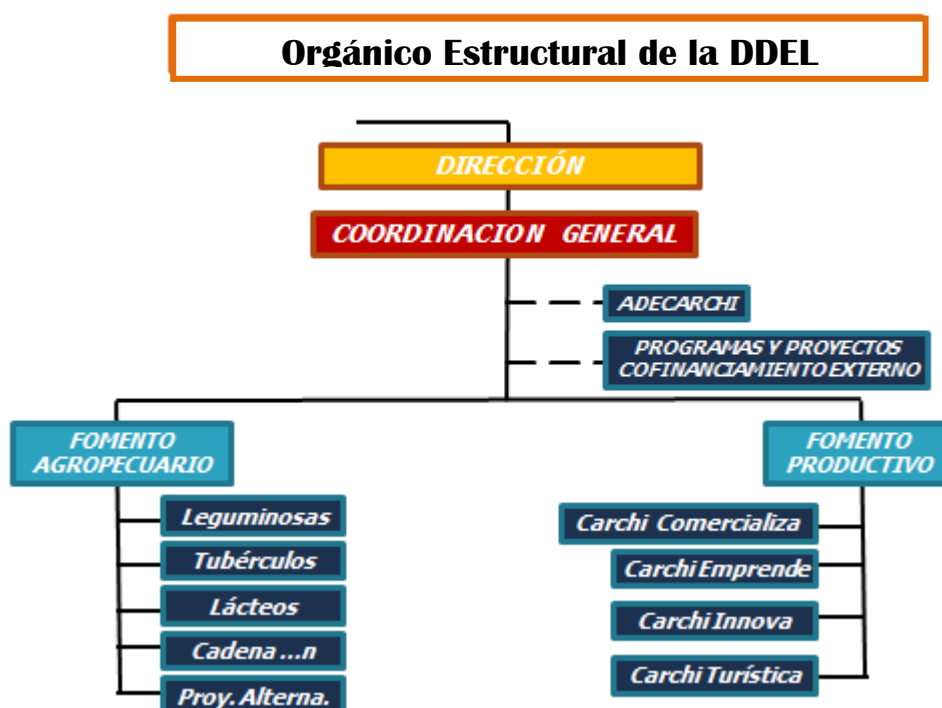 Orgánico Estructural de la DDEL
DIRECCIÓN
COORDINACION GENERAL
ADECARCHI
PROGRAMAS Y PROYECTOS
COFINANCIAMIENTO EXTERNO
FOMENTO
AGROPECUARIO
Leguminosas
Tubérculos
Lácteos
Cadena ...n
Proy. Alterna.
FOMENTO
PRODUCTIVO
Carchi Comercializa
Carchi Emprende
Carchi Innova
Carchi Turística